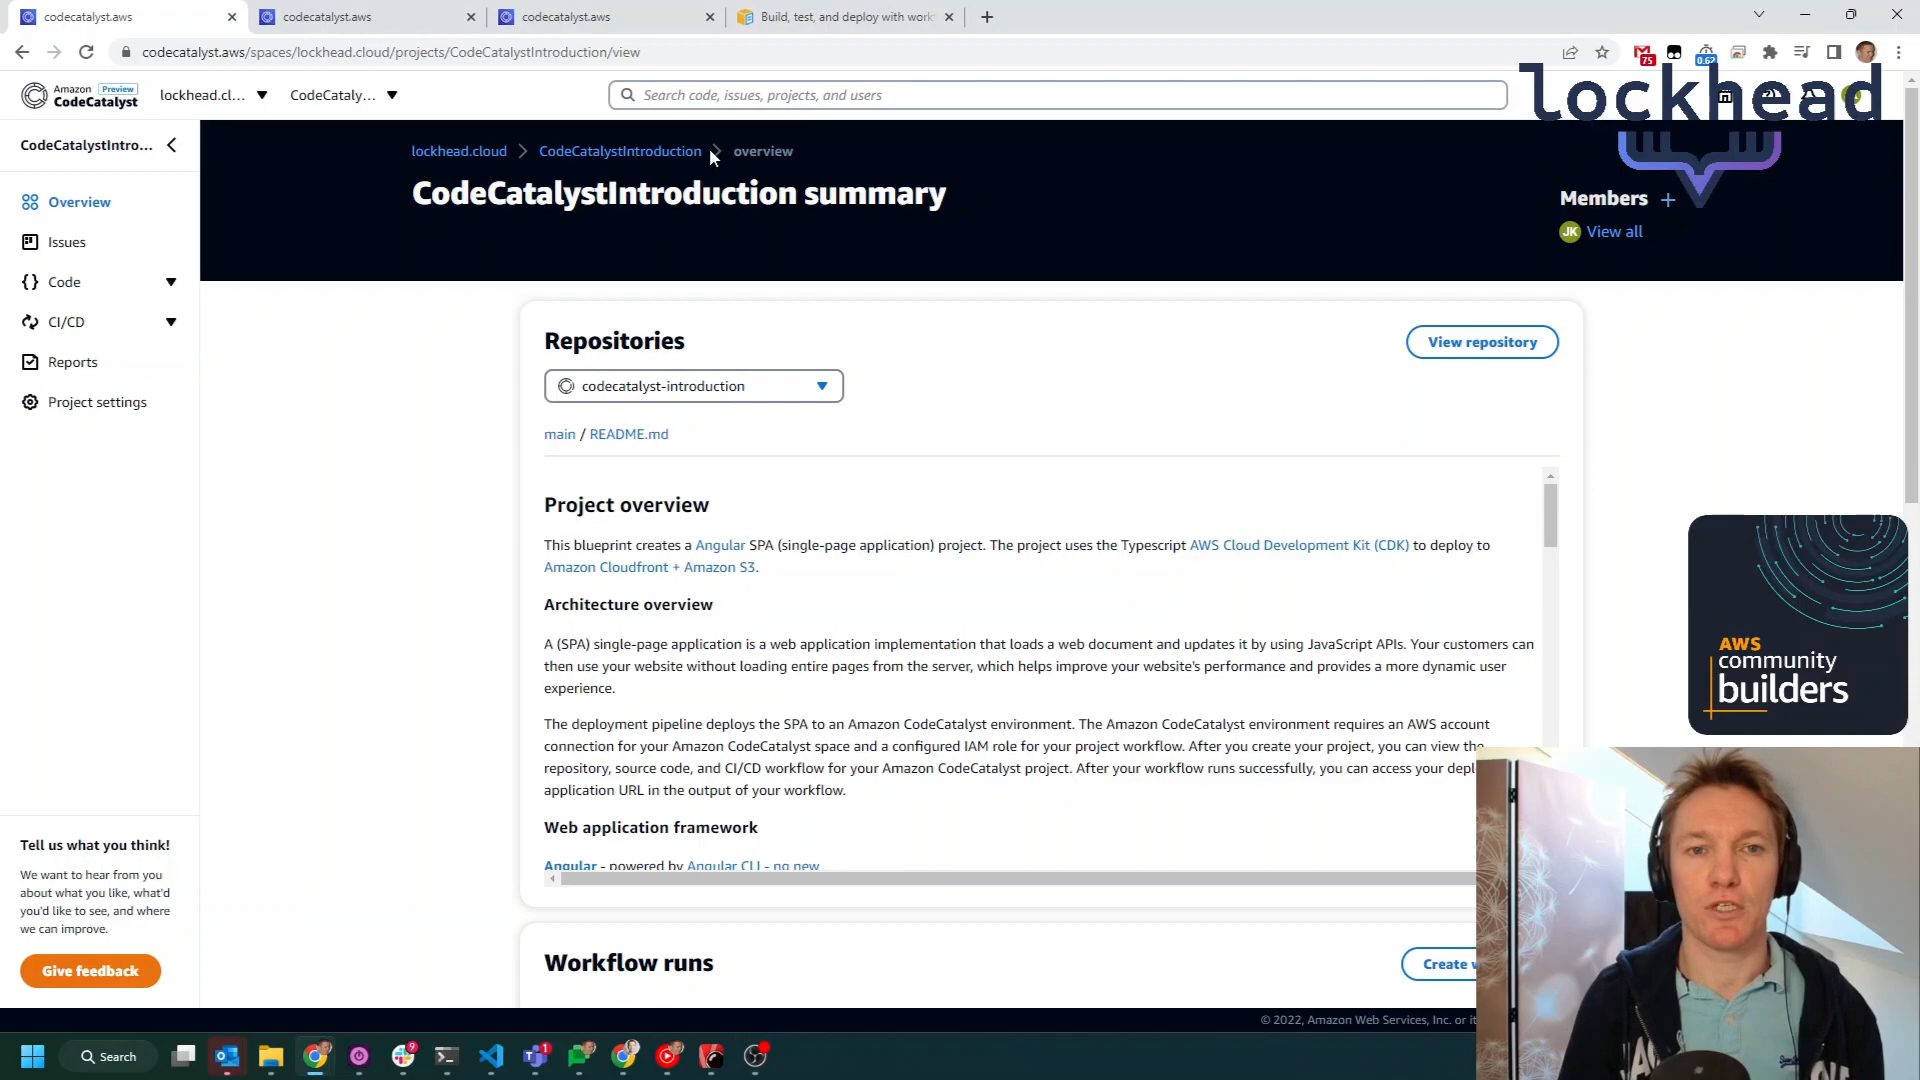 codecatalyst.aws
codecatalyst.aws
codecatalyst.aws
Build, test, and deploy with work
codecatalyst.aws/spaces/lockhead.cloud/projects/CodeCatalystIntroduction/view
75
0.62
Amazon Preview
CodeCatalyst
lockhead.cl...
CodeCataly...
Search code, issues, projects, and users
lockhead
CodeCatalystIntro...
Overview
Issues
Code
CI/CD
Reports
Project settings
lockhead.cloud
CodeCatalystIntroduction
overview
CodeCatalystIntroduction summary
Members +
JK View all
Repositories
View repository
codecatalyst-introduction
main / README.md
Project overview
This blueprint creates a Angular SPA (single-page application) project. The project uses the Typescript AWS Cloud Development Kit (CDK) to deploy to
Amazon Cloudfront + Amazon S3.
Architecture overview
A (SPA) single-page application is a web application implementation that loads a web document and updates it by using JavaScript APIs. Your customers can
then use your website without loading entire pages from the server, which helps improve your website's performance and provides a more dynamic user
experience.
The deployment pipeline deploys the SPA to an Amazon CodeCatalyst environment. The Amazon CodeCatalyst environment requires an AWS account
connection for your Amazon CodeCatalyst space and a configured IAM role for your project workflow. After you create your project, you can view the
repository, source code, and CI/CD workflow for your Amazon CodeCatalyst project. After your workflow runs successfully, you can access your depl
application URL in the output of your workflow.
Web application framework
Angular - powered by Angular CLI - ng new
Workflow runs
Create
AWS
community
builders
Tell us what you think!
We want to hear from you
about what you like, what'd
you'd like to see, and where
we can improve.
Give feedback
© 2022, Amazon Web Services, Inc. or it
Search
9
1